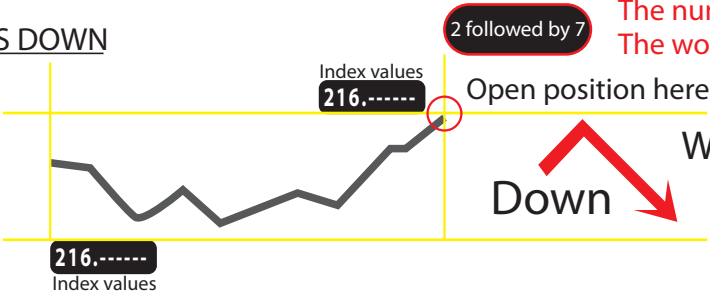 S DOWN
2 followed by 7
The nu
The wo
Index values
216.------
Open position here
W
Down
216.------
Index values